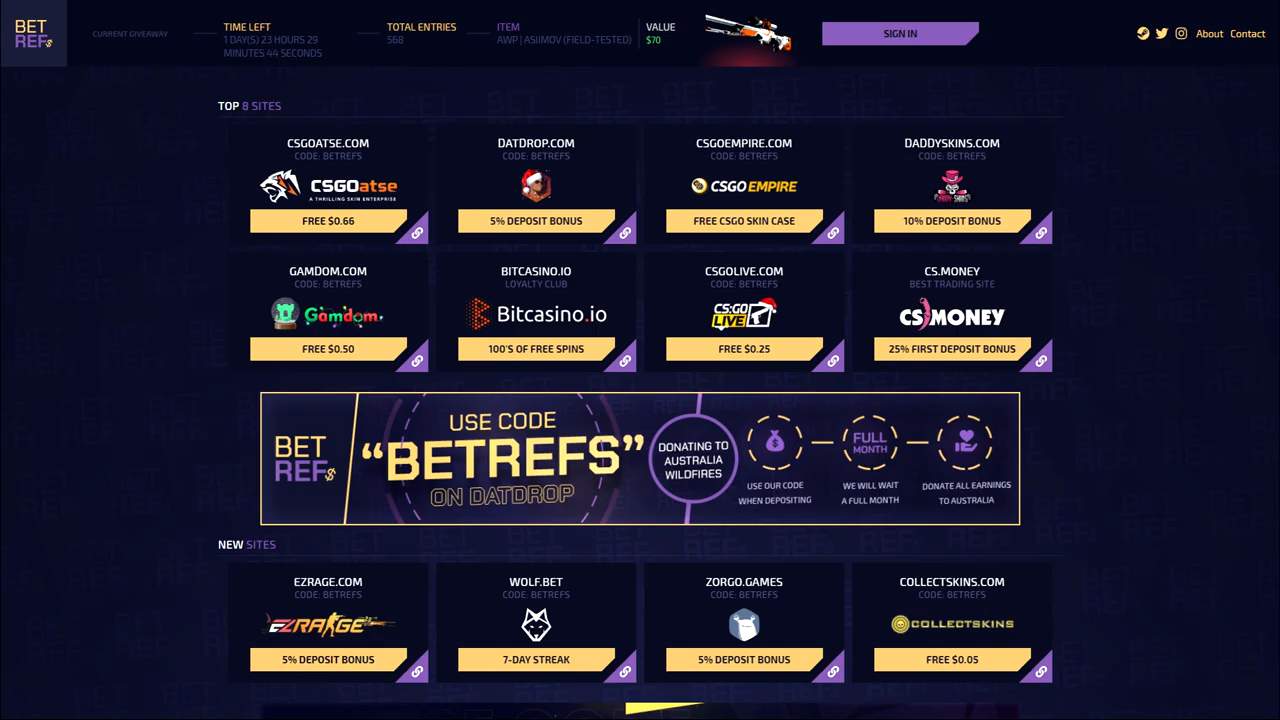 BET
REFS
CURRENT GIVEAWAY
TIME LEFT
1 DAY(S) 23 HOURS 29
MINUTES 44 SECONDS
TOTAL ENTRIES
568
ITEM
AWP | ASIIMOV (FIELD-TESTED)
VALUE
$70
SIGN IN
About
Contact
TOP 8 SITES
CSGOATSE.COM
CODE: BETREFS
CSGOatse
A THRILLING SKIN ENTERPRISE
FREE $0.66
DATDROP.COM
CODE: BETREFS
5% DEPOSIT BONUS
CSGOEMPIRE.COM
CODE: BETREFS
CSGO EMPIRE
FREE CSGO SKIN CASE
DADDYSKINS.COM
CODE: BETREFS
DADDY SKINS
10% DEPOSIT BONUS
GAMDOM.COM
CODE: BETREFS
Gamdom
FREE $0.50
BITCASINO.IO
LOYALTY CLUB
Bitcasino.io
100'S OF FREE SPINS
CSGOLIVE.COM
CODE: BETREFS
CS:GO
LIVE
FREE $0.25
CS.MONEY
BEST TRADING SITE
CS MONEY
25% FIRST DEPOSIT BONUS
BET
REFS
USE CODE
“BETREFS”
ON DATDROP
DONATING TO
AUSTRALIA
WILDFIRES
USE OUR CODE
WHEN DEPOSITING
FULL
MONTH
WE WILL WAIT
A FULL MONTH
DONATE ALL EARNINGS
TO AUSTRALIA
NEW SITES
EZRAGE.COM
CODE: BETREFS
EZRAGE
5% DEPOSIT BONUS
WOLF.BET
CODE: BETREFS
7-DAY STREAK
ZORGO.GAMES
CODE: BETREFS
5% DEPOSIT BONUS
COLLECTSKINS.COM
CODE: BETREFS
COLLECTSKINS
FREE $0.05